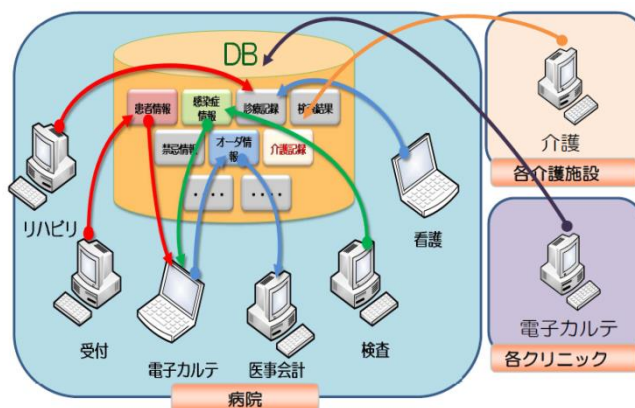 DB
患者情報
感染症
情報
診療記録
検査結果
禁忌情報
オーダ情
報
介護記録
・・・・
・・・・
リハビリ
受付
電子カルテ
医事会計
検査
看護
病院
介護
各介護施設
電子カルテ
各クリニック